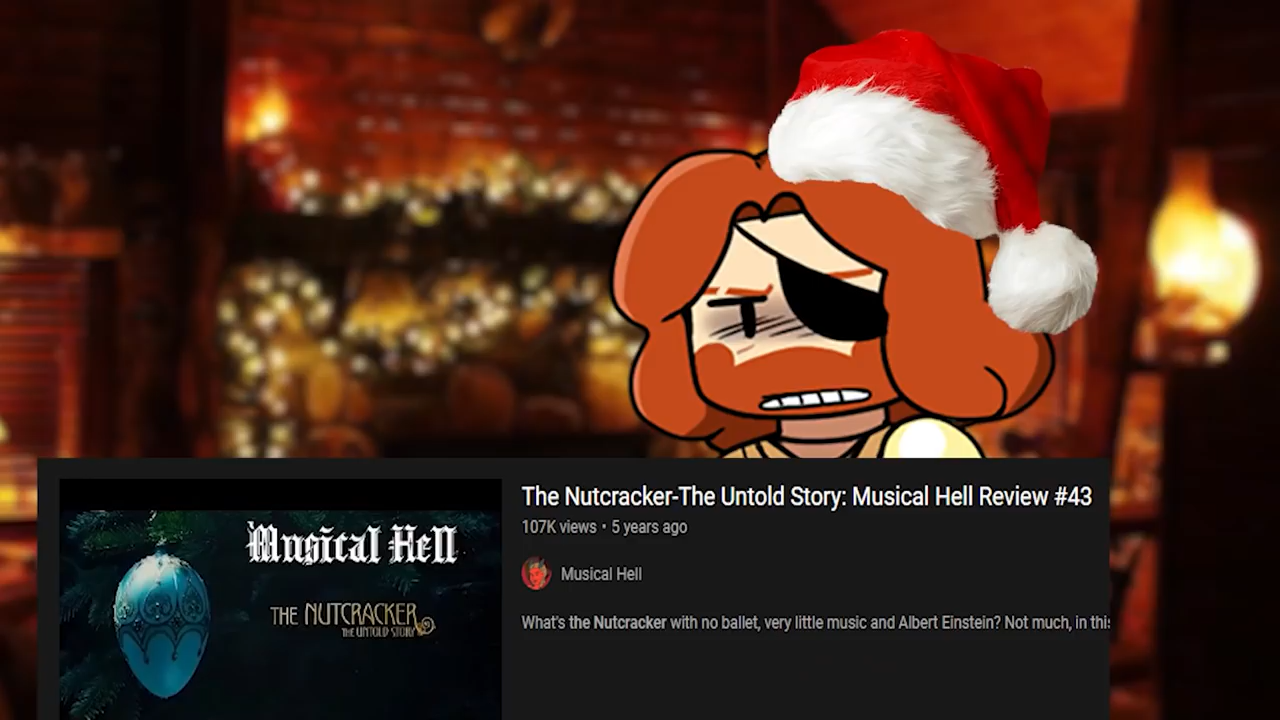 The Nutcracker-The Untold Story: Musical Hell Review #43
107K views • 5 years ago
Musical Hell
What's the Nutcracker with no ballet, very little music and Albert Einstein? Not much, in this
Musical Hell
THE NUTCRACKER
THE UNTOLD STORY